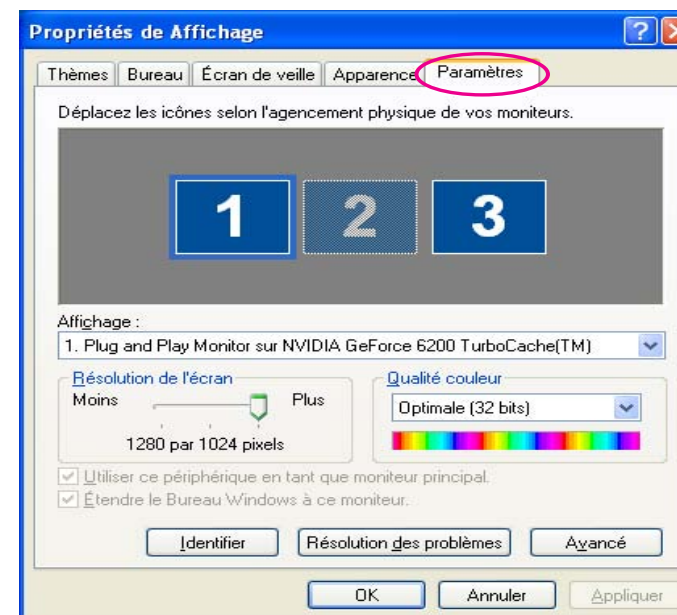 Propriétés de Affichage ?
Thèmes Bureau Écran de veille Apparence Paramètres
Déplacez les icônes selon l'agencement physique de vos moniteurs.
1 2 3
Affichage :
1. Plug and Play Monitor sur NVIDIA GeForce 6200 TurboCache(TM)
Résolution de l'écran Qualité couleur
Moins Plus Optimale (32 bits)
1280 par 1024 pixels
Utiliser ce périphérique en tant que moniteur principal.
Étendre le Bureau Windows à ce moniteur.
Identifier Résolution des problèmes Avancé
OK Annuler Appliquer